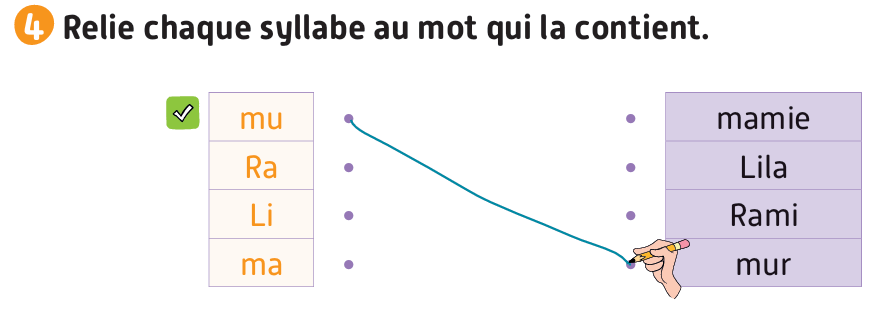 4 Relie chaque syllabe au mot qui la contient.
mu mamie
Ra Lila
Li Rami
ma mur